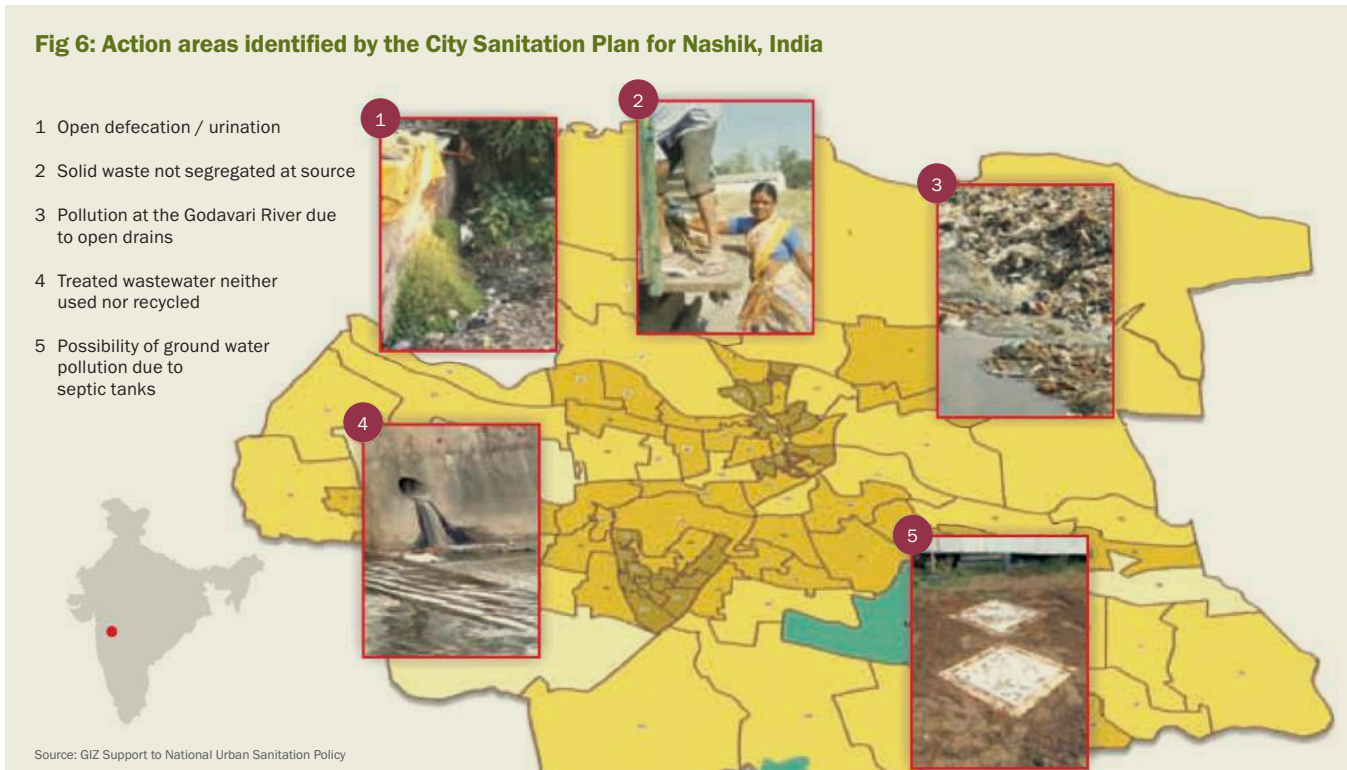 Fig 6: Action areas identified by the City Sanitation Plan for Nashik, India
1 Open defecation / urination
2 Solid waste not segregated at source
3 Pollution at the Godavari River due
to open drains
4 Treated wastewater neither
used nor recycled
5 Possibility of ground water
pollution due to
septic tanks
1
2
3
4
5
Source: GIZ Support to National Urban Sanitation Policy